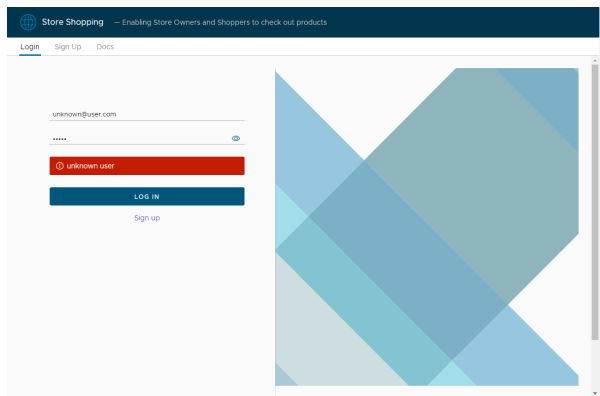 Store Shopping — Enabling Store Owners and Shoppers to check out products
Login Sign Up Docs
unknown@user.com
•••••
unknown user
LOG IN
Sign up